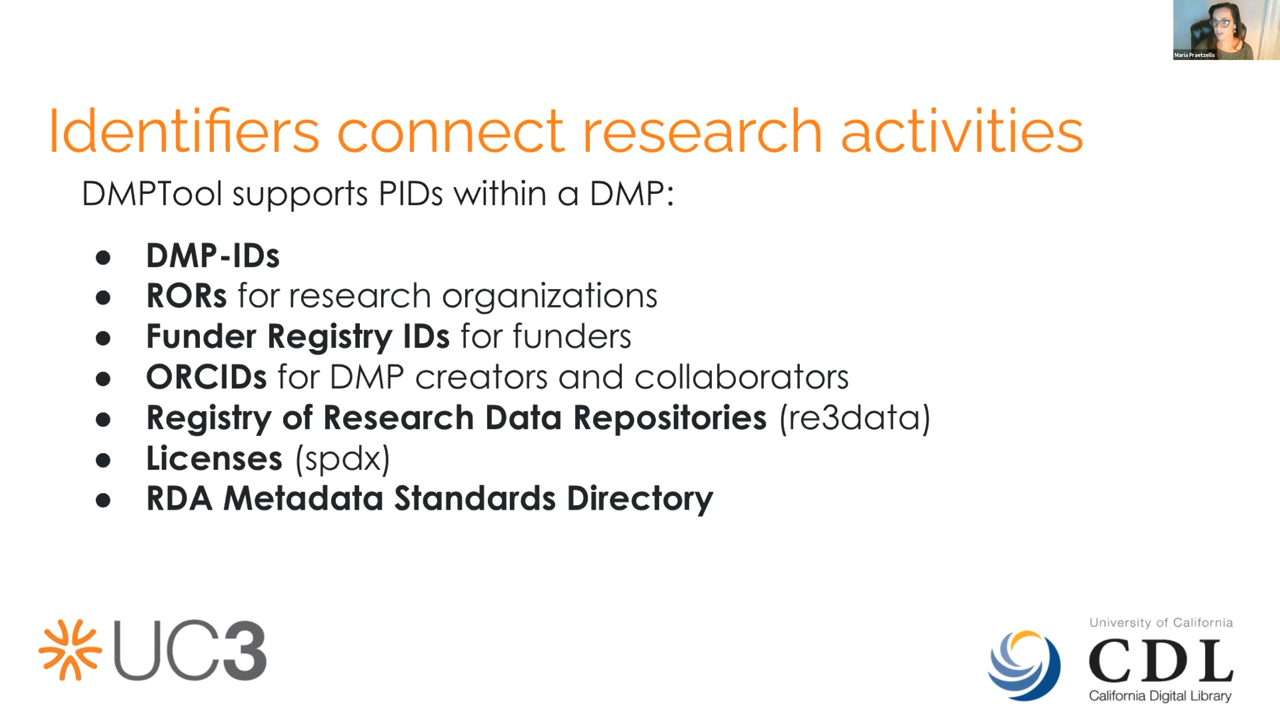 Maria Praetzellis
Identifiers connect research activities
DMPTool supports PIDs within a DMP:
● DMP-IDs
● RORs for research organizations
● Funder Registry IDs for funders
● ORCIDs for DMP creators and collaborators
● Registry of Research Data Repositories (re3data)
● Licenses (spdx)
● RDA Metadata Standards Directory
UC3
University of California
CDL
California Digital Library